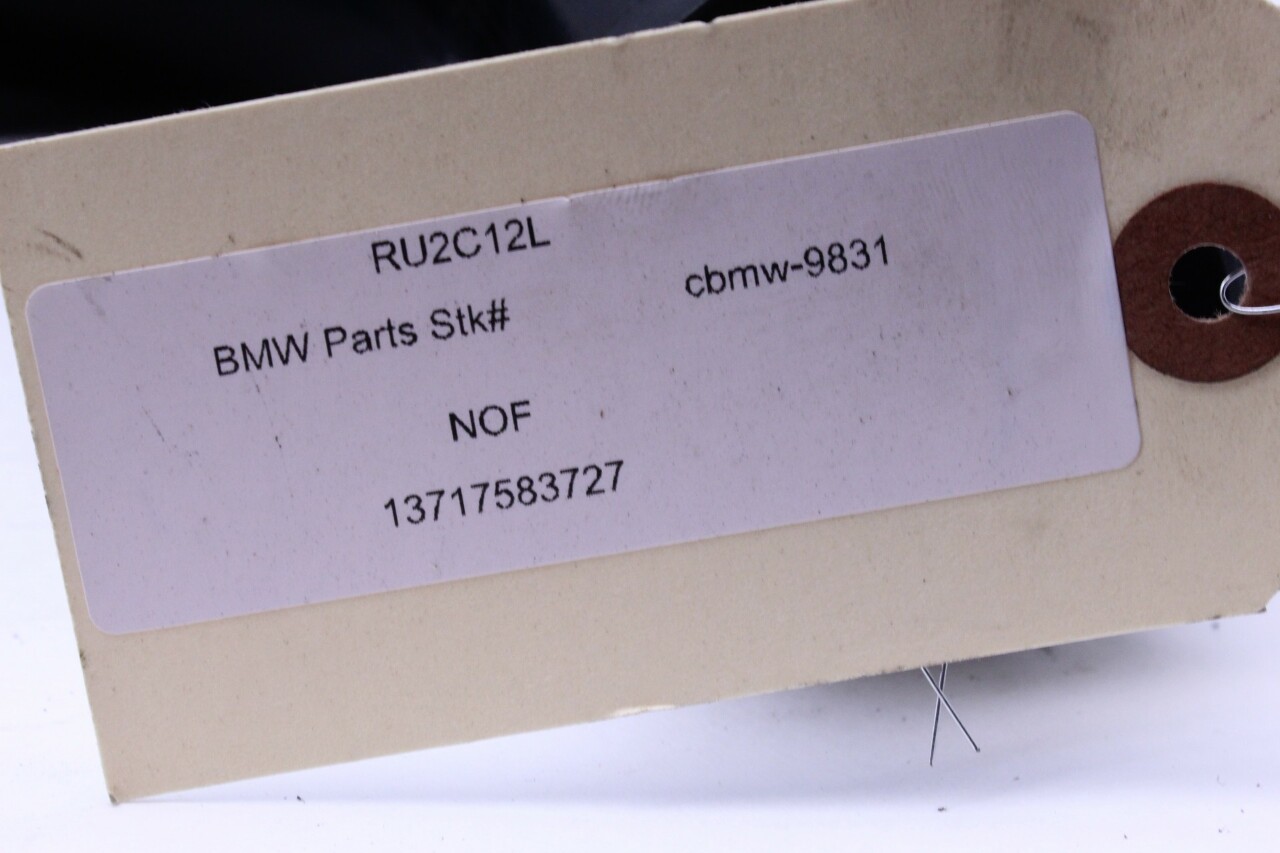 RU2C12L
BMW Parts Stk# cbmw-9831
NOF
13717583727